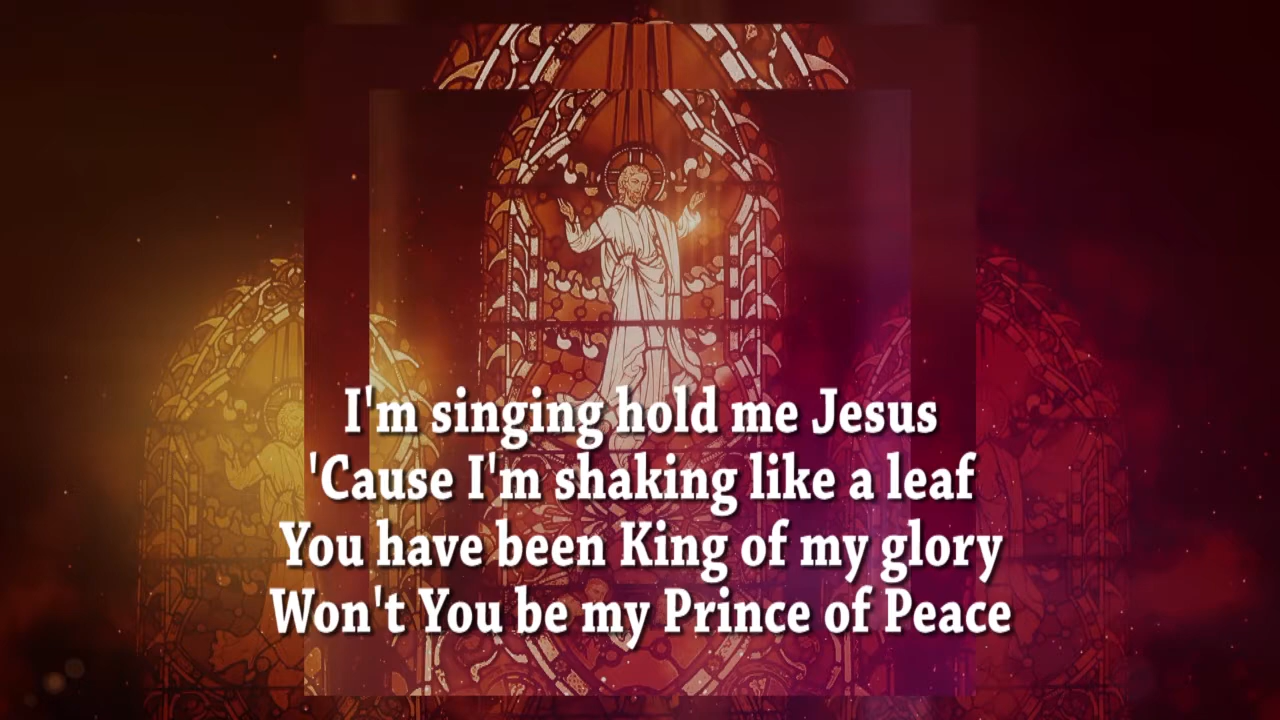 I'm singing hold me Jesus
'Cause I'm shaking like a leaf
You have been King of my glory
Won't You be my Prince of Peace